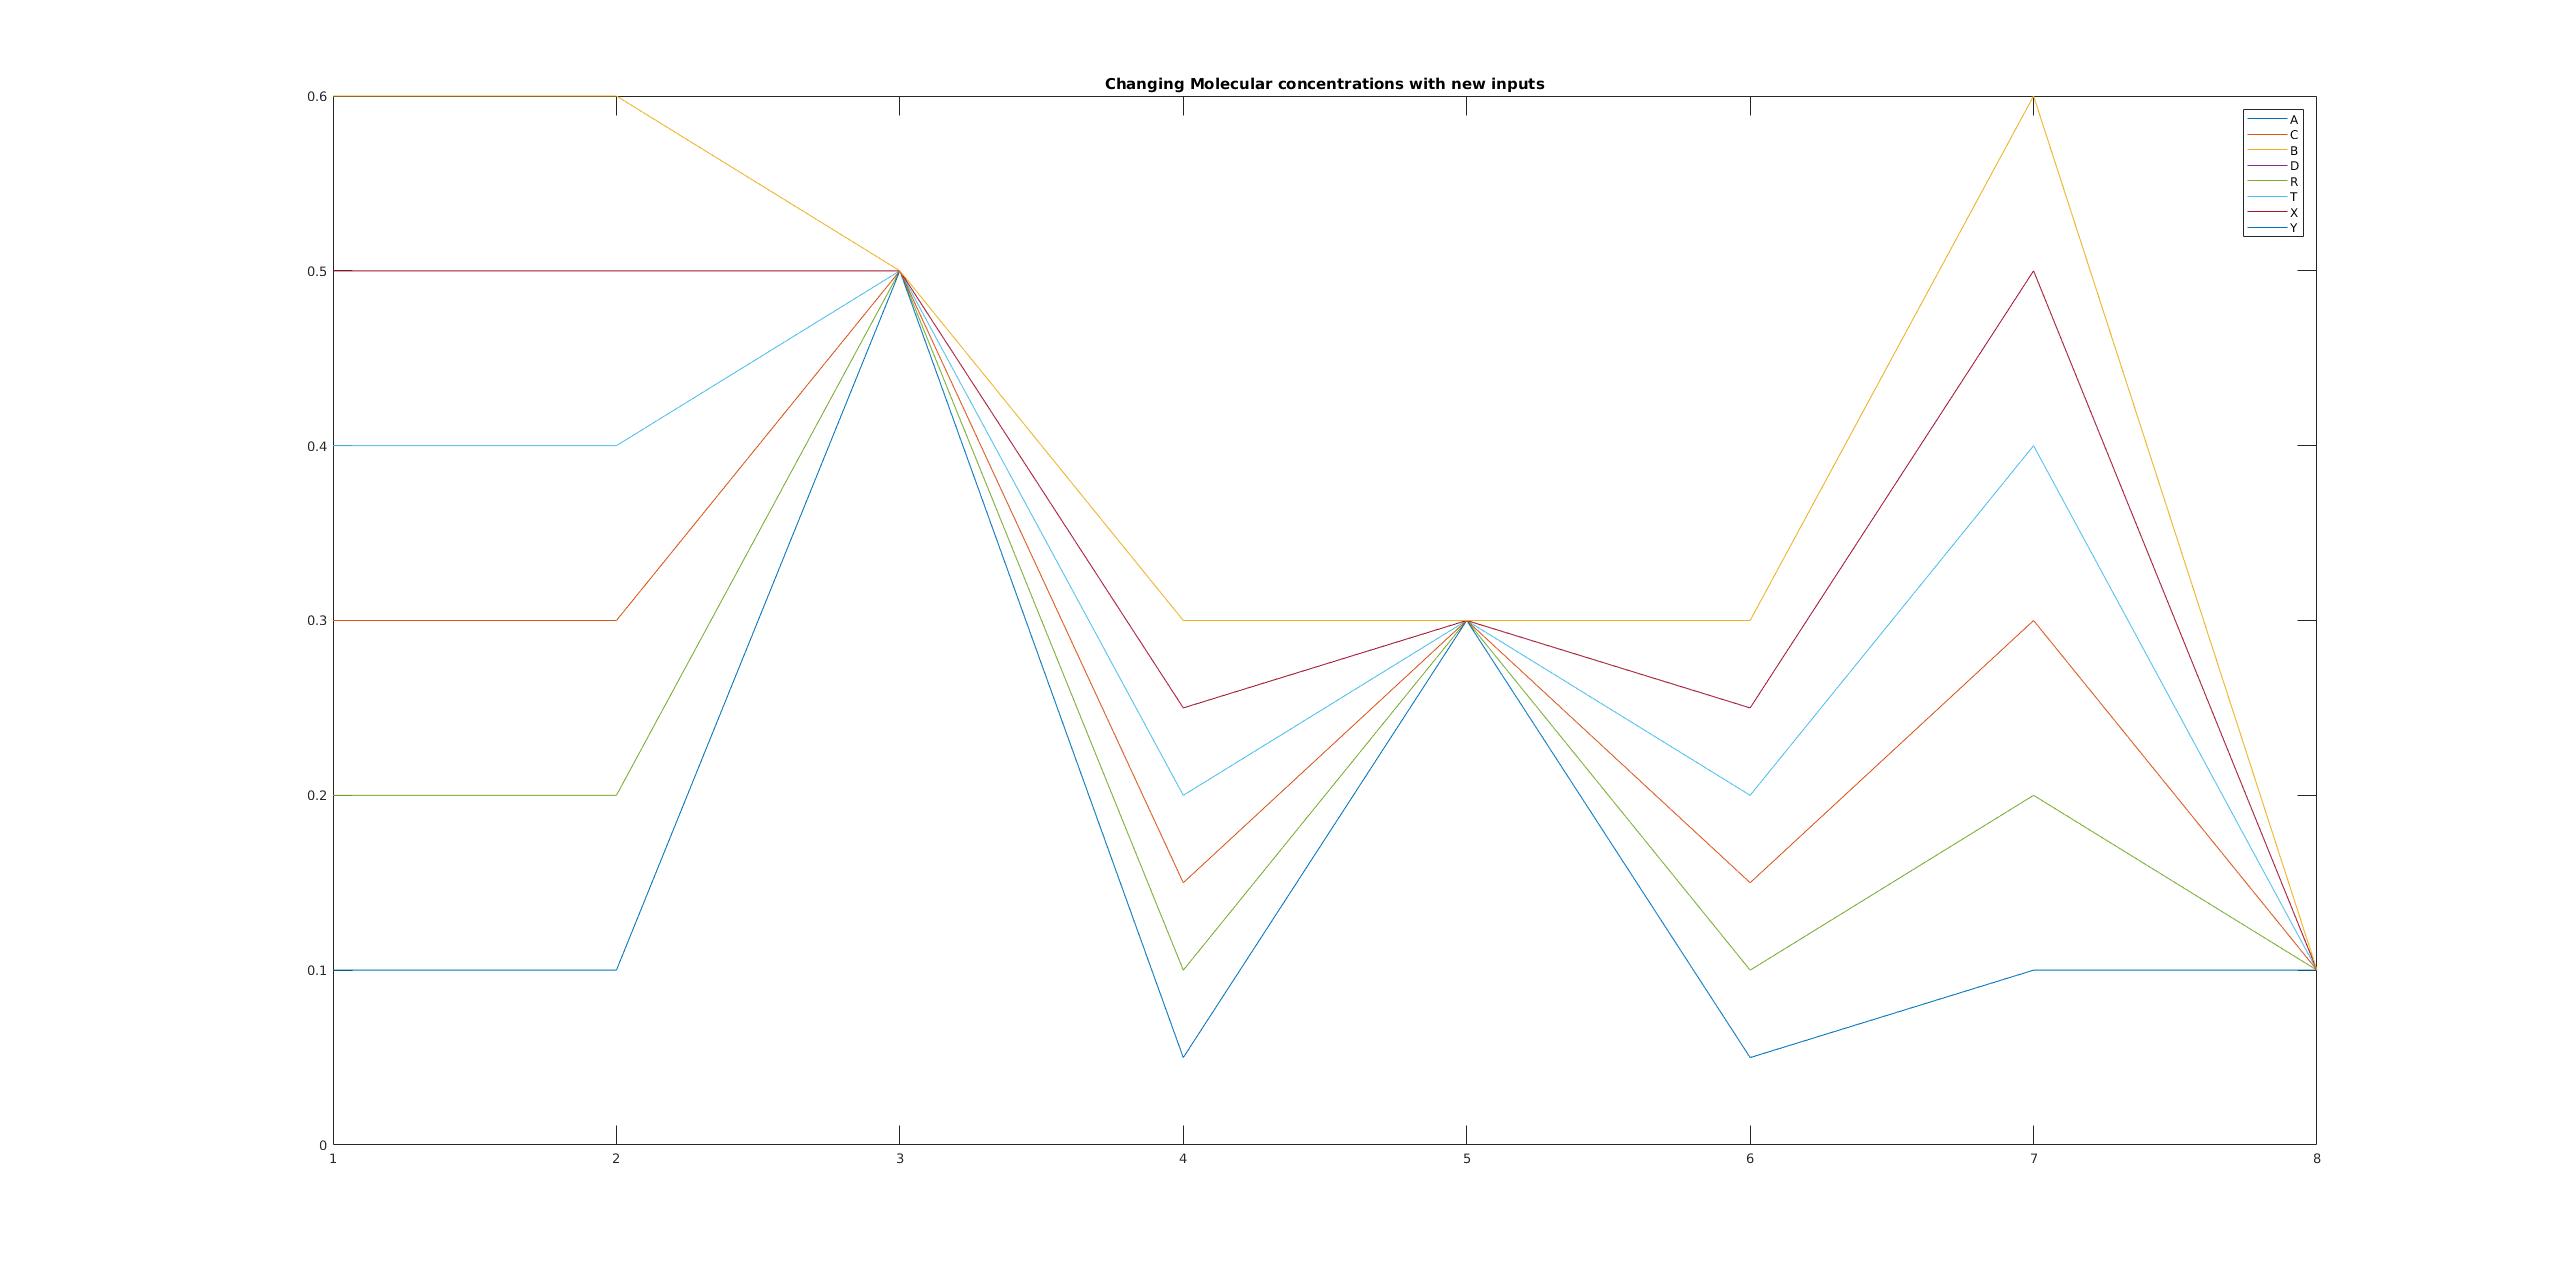 Changing Molecular concentrations with new inputs
0.6
0.5
0.4
0.3
0.2
0.1
0
1 2 3 4 5 6 7 8
A
C
B
D
R
T
X
Y